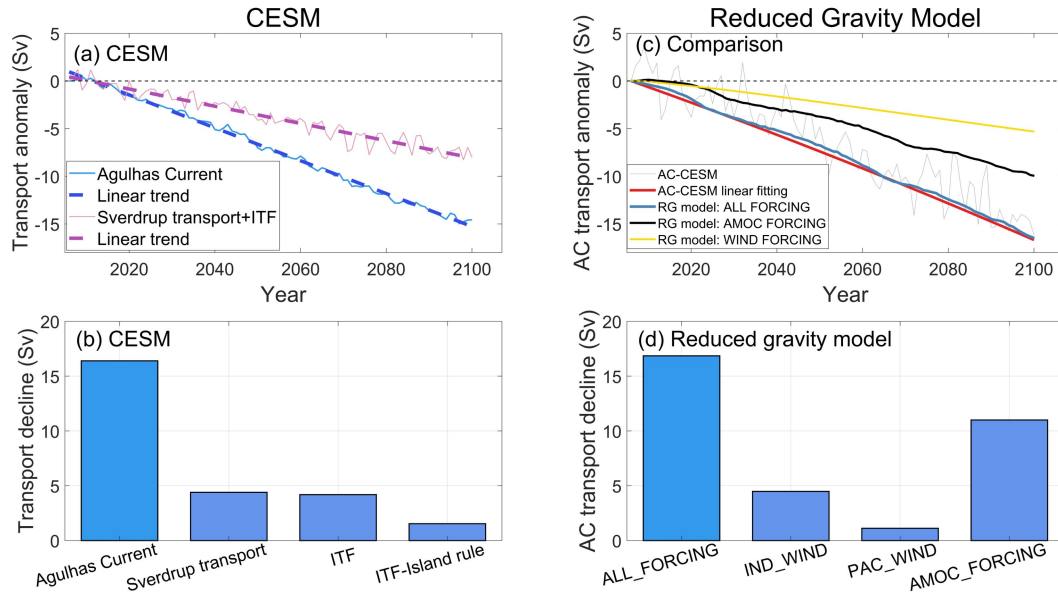 CESM
Reduced Gravity Model
(a) CESM
Transport anomaly (Sv)
5
0
-5
-10
-15
Agulhas Current
Linear trend
Sverdrup transport+ITF
Linear trend
2020 2040 2060 2080 2100
Year
(c) Comparison
AC transport anomaly (Sv)
5
0
-5
-10
-15
AC-CESM
AC-CESM linear fitting
RG model: ALL FORCING
RG model: AMOC FORCING
RG model: WIND FORCING
2020 2040 2060 2080 2100
Year
(b) CESM
Transport decline (Sv)
20
15
10
5
0
Agulhas Current
Sverdrup transport
ITF
ITF-Island rule
(d) Reduced gravity model
AC transport decline (Sv)
20
15
10
5
0
ALL_FORCING
IND_WIND
PAC_WIND
AMOC_FORCING